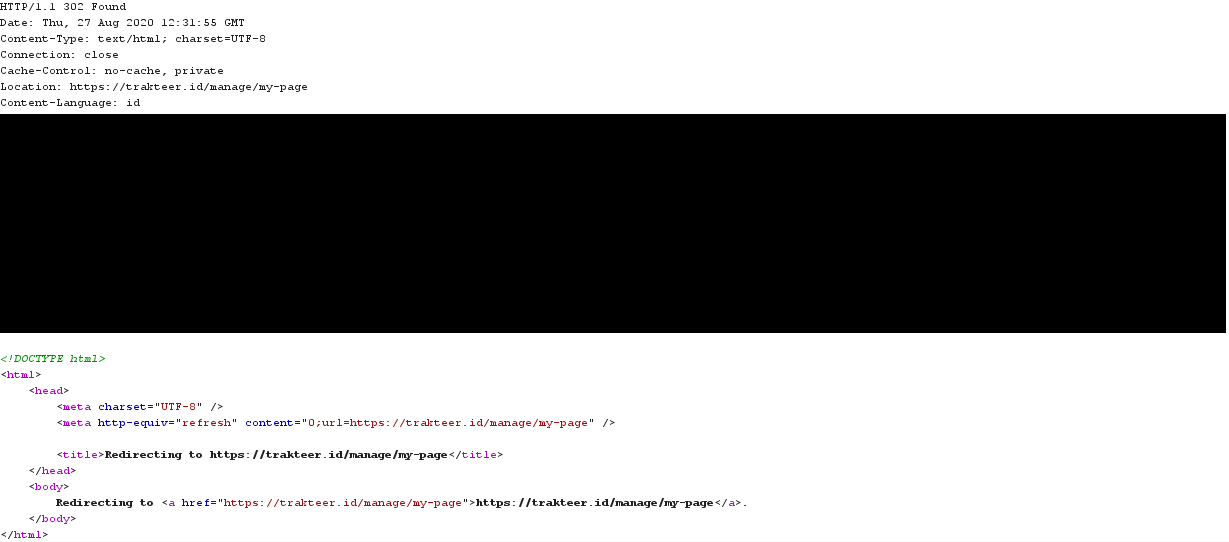 HTTP/1.1 302 Found
Date: Thu, 27 Aug 2020 12:31:55 GMT
Content-Type: text/html; charset=UTF-8
Connection: close
Cache-Control: no-cache, private
Location: https://trakteer.id/manage/my-page
Content-Language: id
<!DOCTYPE html>
<html>
    <head>
        <meta charset="UTF-8" />
        <meta http-equiv="refresh" content="0;url=https://trakteer.id/manage/my-page" />
        <title>Redirecting to https://trakteer.id/manage/my-page</title>
    </head>
    <body>
        Redirecting to <a href="https://trakteer.id/manage/my-page">https://trakteer.id/manage/my-page</a>.
    </body>
</html>